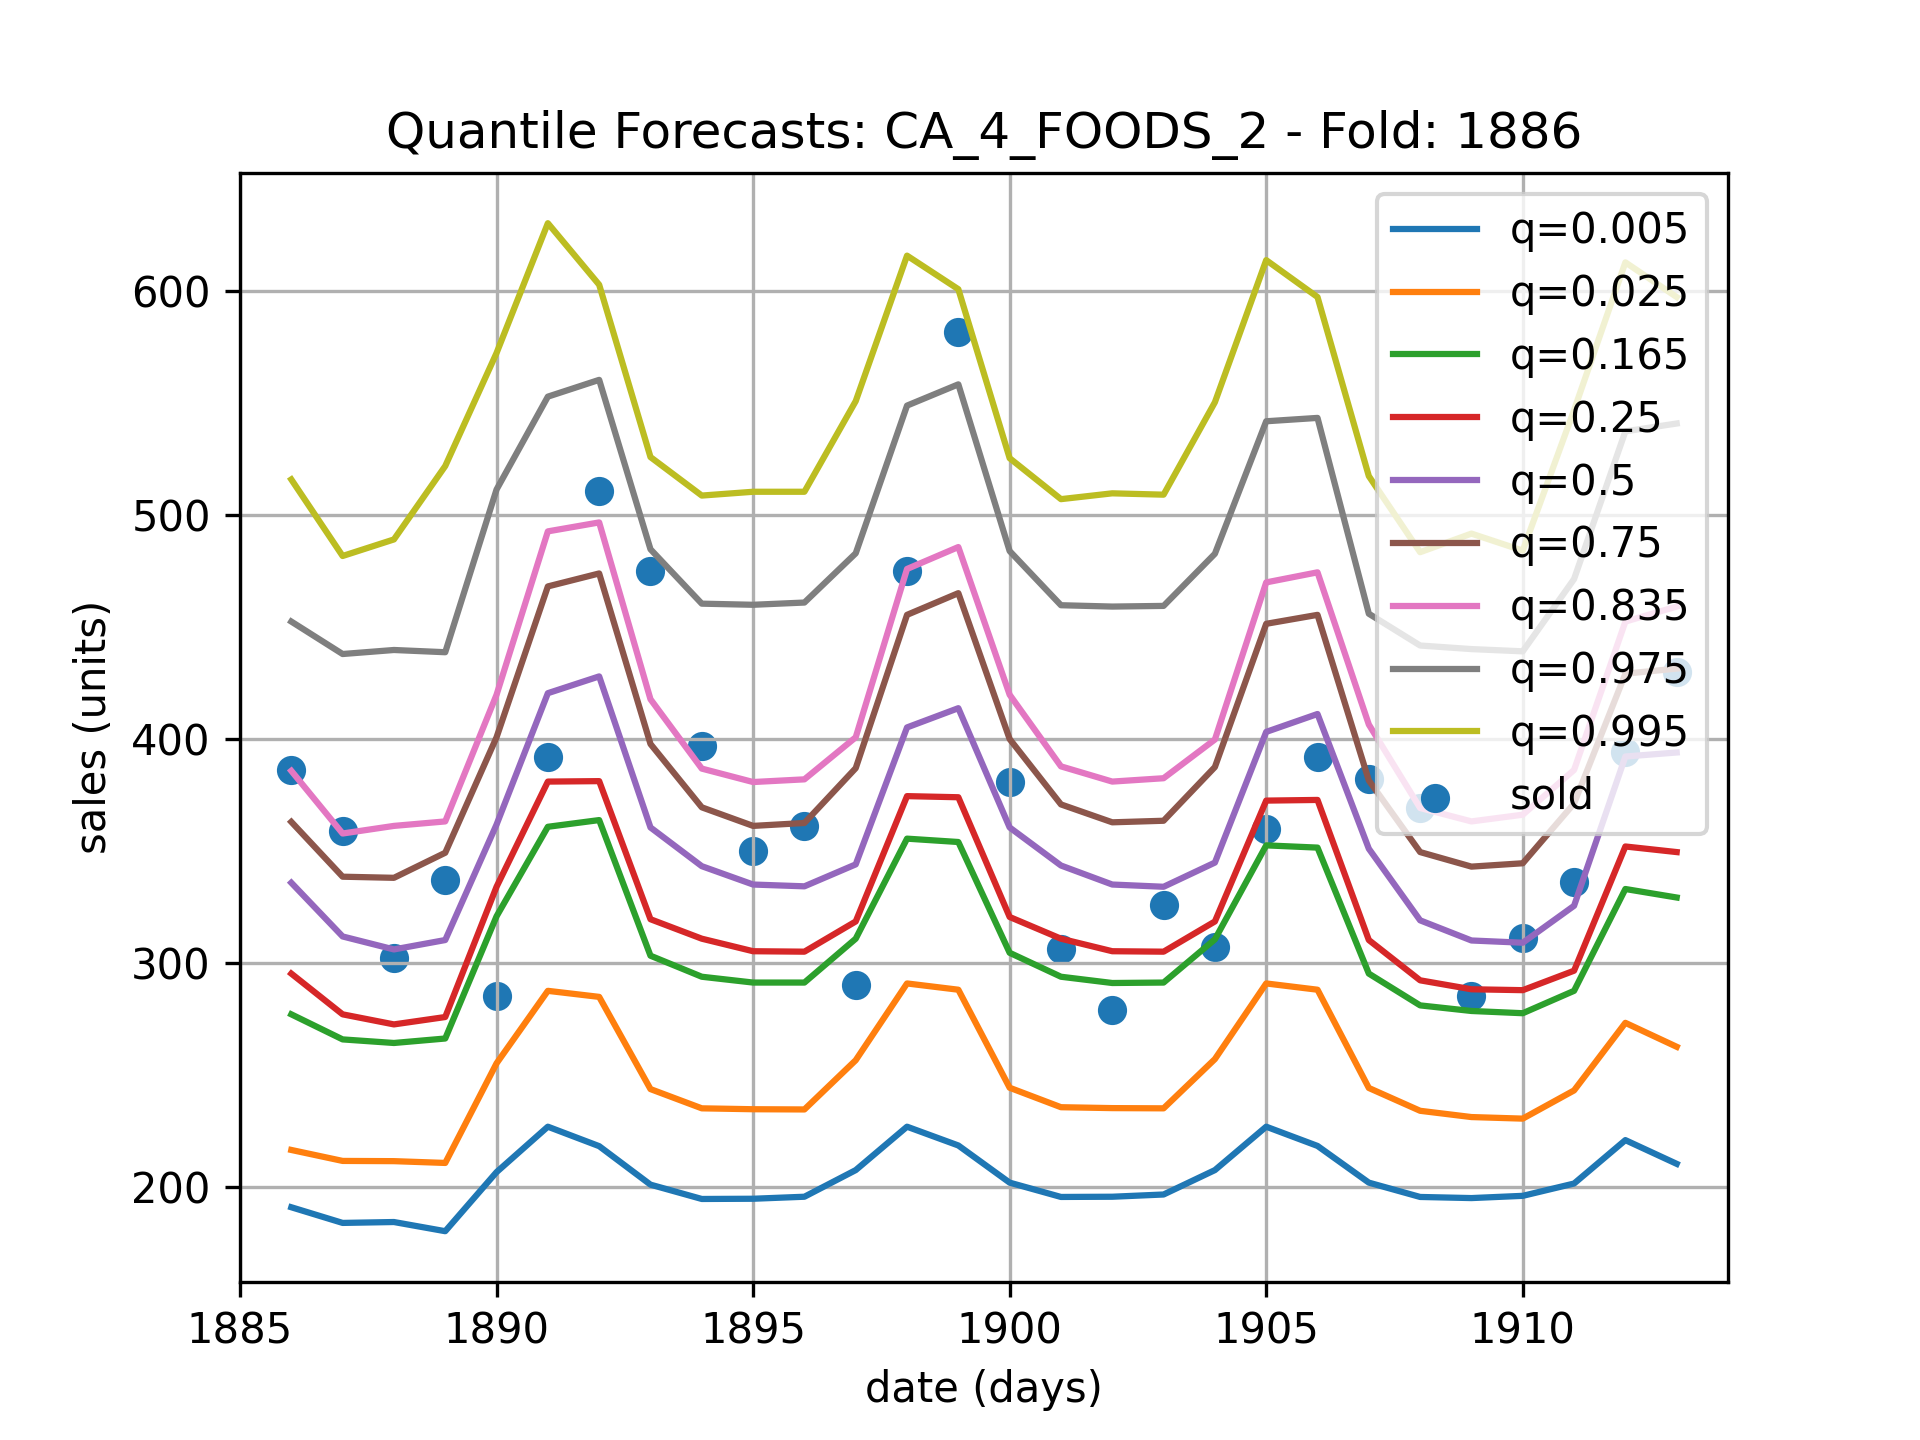 Quantile Forecasts: CA_4_FOODS_2 - Fold: 1886
q=0.005
q=0.025
q=0.165
q=0.25
q=0.5
q=0.75
q=0.835
q=0.975
q=0.995
sold
sales (units)
600
500
400
300
200
1885 1890 1895 1900 1905 1910
date (days)